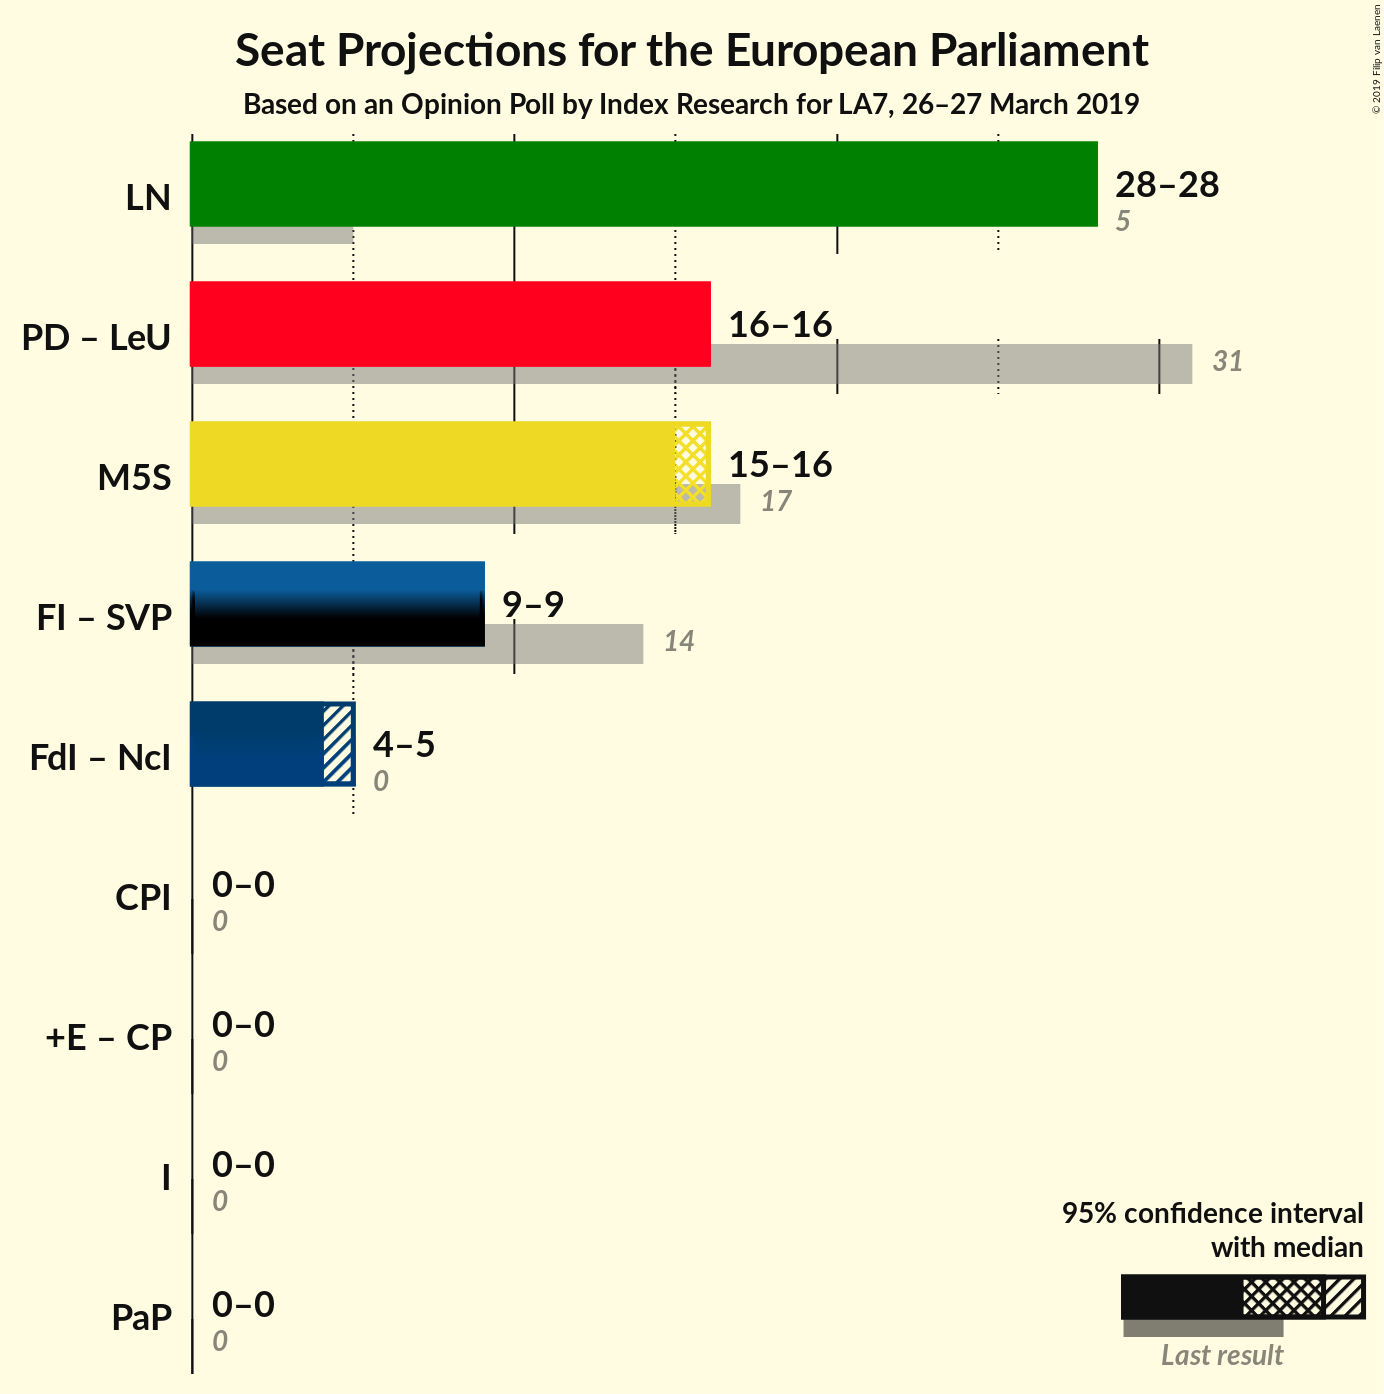 Seat Projections for the European Parliament
Based on an Opinion Poll by Index Research for LA7, 26–27 March 2019
© 2019 Filip van Laenen
LN
28–28
5
PD – LeU
16–16
31
M5S
15–16
17
FI – SVP
9–9
14
FdI – NcI
4–5
0
CPI
0–0
0
+E – CP
0–0
0
I
0–0
0
PaP
0–0
0
95% confidence interval
with median
Last result